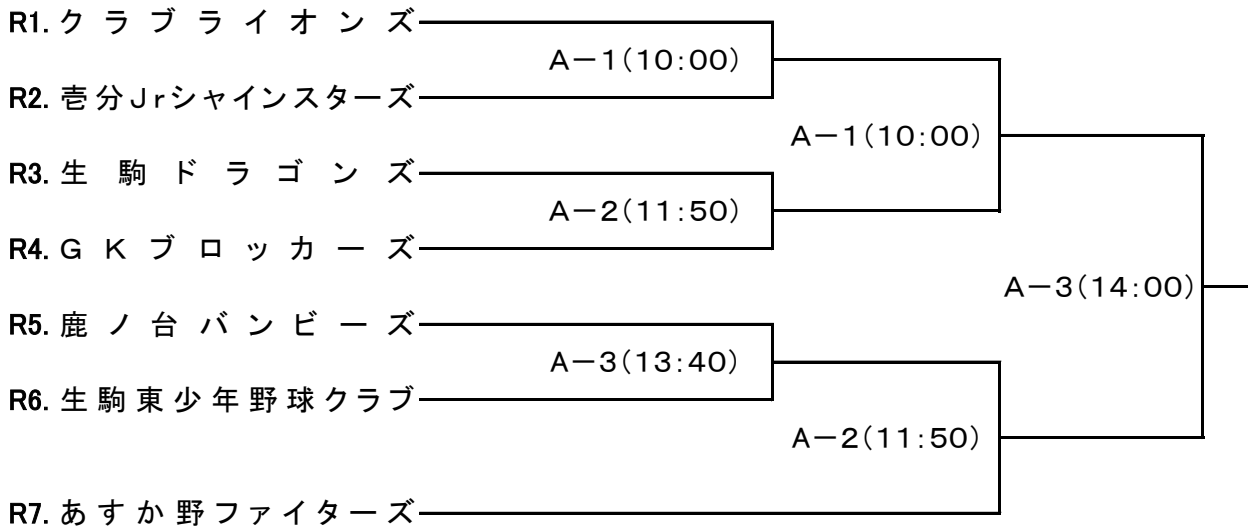 R1. クラブライオンズ
A－1(10:00)
R2. 壱分Jrシャインスターズ
A－1(10:00)
R3. 生駒ドラゴンズ
A－2(11:50)
R4. GKブロッカーズ
A－3(14:00)
R5. 鹿ノ台バンビーズ
A－3(13:40)
R6. 生駒東少年野球クラブ
A－2(11:50)
R7. あすか野ファイターズ